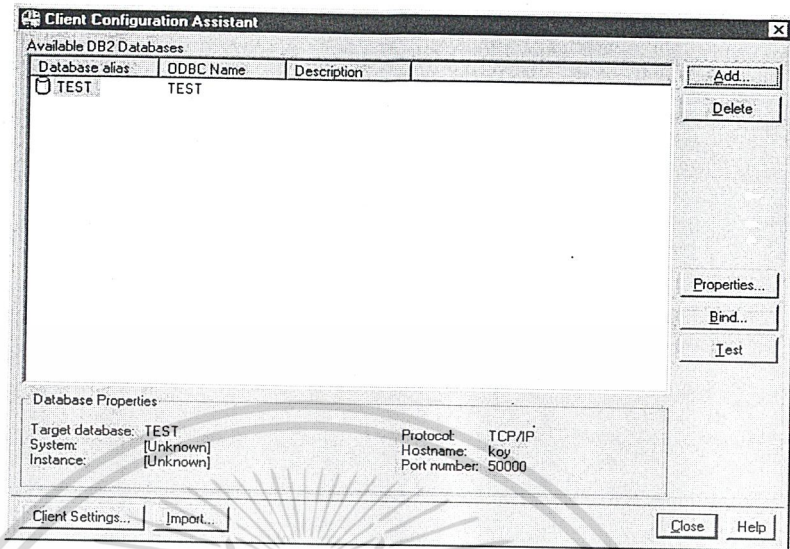 Client Configuration Assistant
Available DB2 Databases
Database alias ODBC Name Description
TEST TEST
Add...
Delete
Properties...
Bind...
Test
Database Properties
Target database: TEST
System: [Unknown]
Instance: [Unknown]
Protocol: TCP/IP
Hostname: koy
Port number: 50000
Client Settings... Import... Close Help